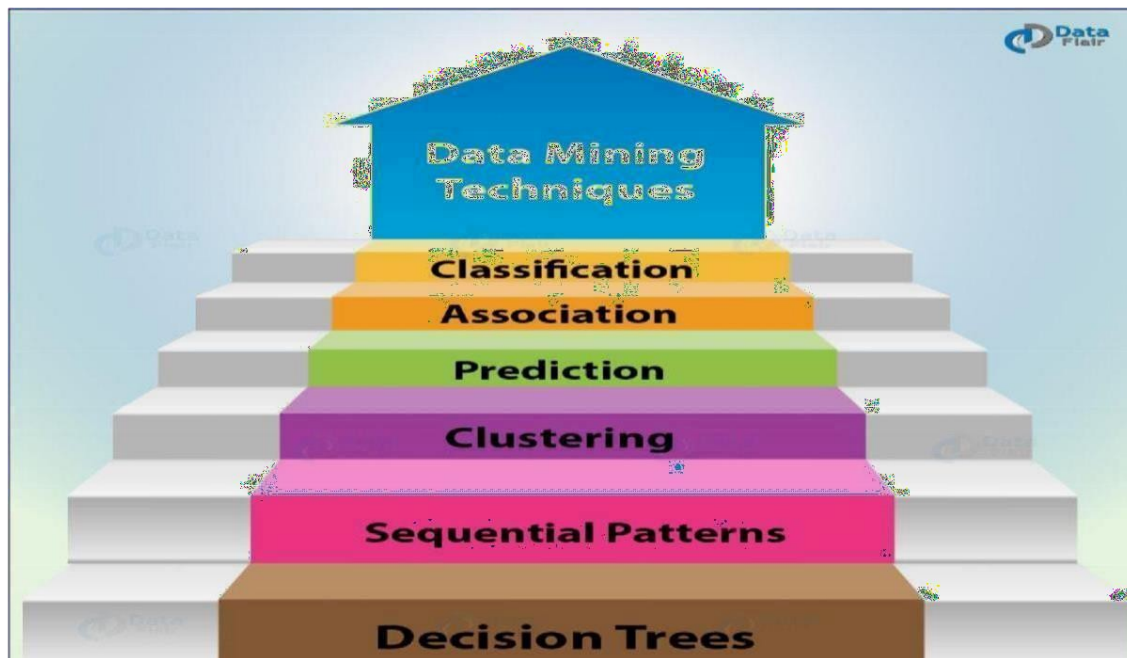 Data
Flair
Data Mining
Techniques
Classification
Association
Prediction
Clustering
Sequential Patterns
Decision Trees